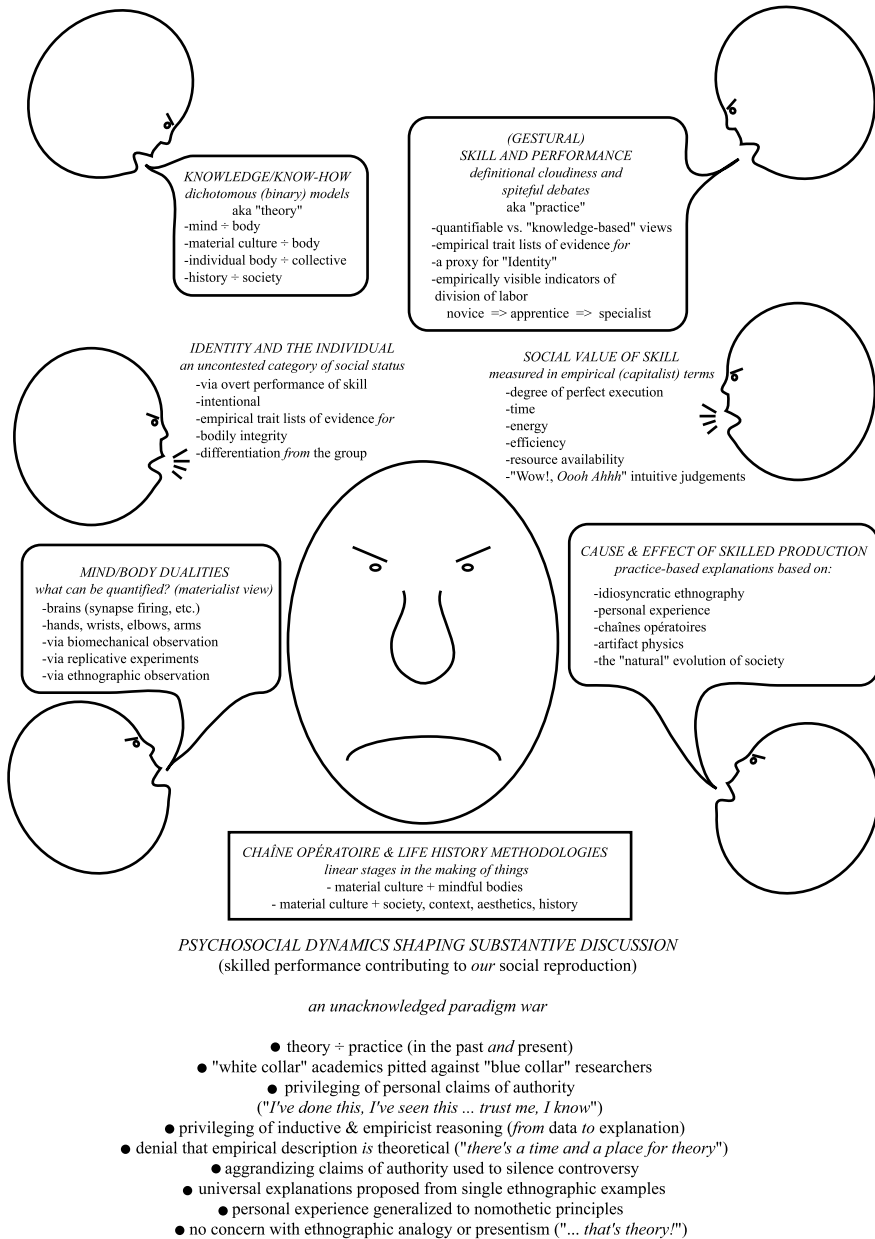 KNOWLEDGE/KNOW-HOW
dichotomous (binary) models
aka "theory"
-mind ÷ body
-material culture ÷ body
-individual body ÷ collective
-history ÷ society
(GESTURAL)
SKILL AND PERFORMANCE
definitional cloudiness and
spiteful debates
aka "practice"
-quantifiable vs. "knowledge-based" views
-empirical trait lists of evidence for
-a proxy for "Identity"
-empirically visible indicators of
division of labor
novice => apprentice => specialist
IDENTITY AND THE INDIVIDUAL
an uncontested category of social status
-via overt performance of skill
-intentional
-empirical trait lists of evidence for
-bodily integrity
-differentiation from the group
SOCIAL VALUE OF SKILL
measured in empirical (capitalist) terms
-degree of perfect execution
-time
-energy
-efficiency
-resource availability
-"Wow!, Oooh Ahhh" intuitive judgements
MIND/BODY DUALITIES
what can be quantified? (materialist view)
-brains (synapse firing, etc.)
-hands, wrists, elbows, arms
-via biomechanical observation
-via replicative experiments
-via ethnographic observation
CAUSE & EFFECT OF SKILLED PRODUCTION
practice-based explanations based on:
-idiosyncratic ethnography
-personal experience
-chaînes opératoires
-artifact physics
-the "natural" evolution of society
CHAÎNE OPÉRATOIRE & LIFE HISTORY METHODOLOGIES
linear stages in the making of things
- material culture + mindful bodies
- material culture + society, context, aesthetics, history
PSYCHOSOCIAL DYNAMICS SHAPING SUBSTANTIVE DISCUSSION
(skilled performance contributing to our social reproduction)
an unacknowledged paradigm war
● theory ÷ practice (in the past and present)
● "white collar" academics pitted against "blue collar" researchers
● privileging of personal claims of authority
("I've done this, I've seen this ... trust me, I know")
● privileging of inductive & empiricist reasoning (from data to explanation)
● denial that empirical description is theoretical ("there's a time and a place for theory")
● aggrandizing claims of authority used to silence controversy
● universal explanations proposed from single ethnographic examples
● personal experience generalized to nomothetic principles
● no concern with ethnographic analogy or presentism ("... that's theory!")